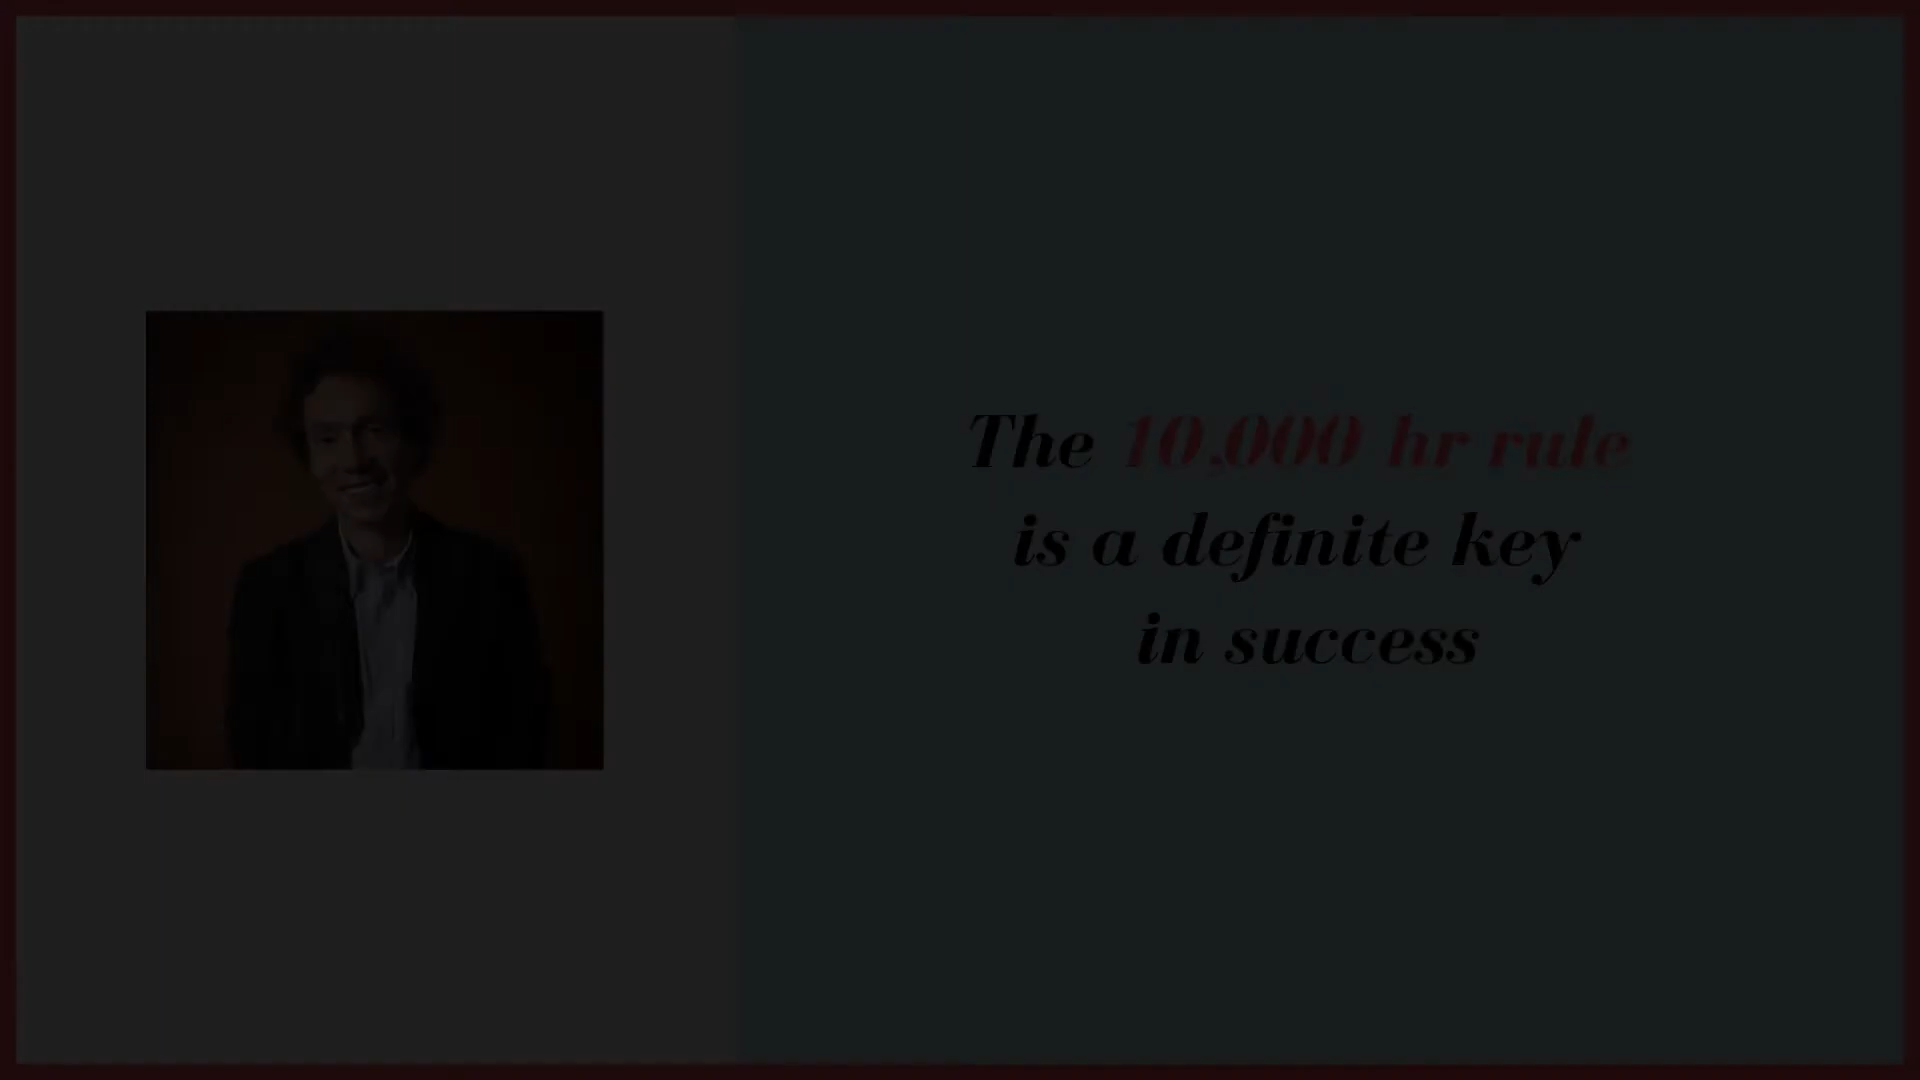 The 10,000 hr rule
is a definite key
in success